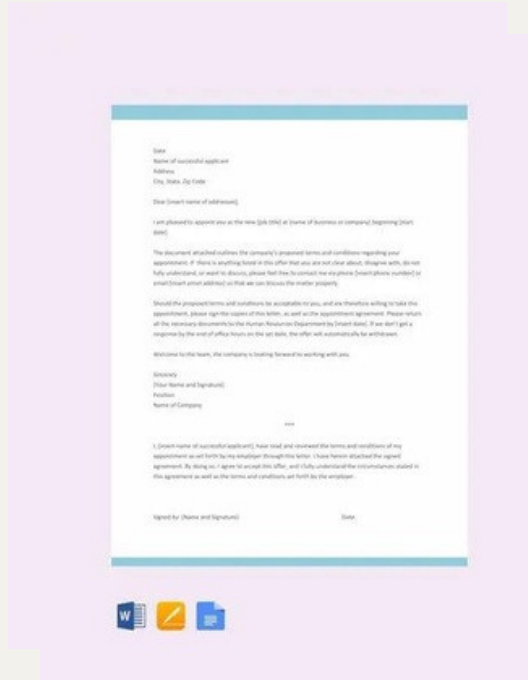 Date
Name of successful applicant
Address
City, State, Zip Code
Dear [insert name of addressee],
I am pleased to appoint you as the new [job title] at [name of business or company] beginning [start
date].
The document attached outlines the company's proposed terms and conditions regarding your
appointment. If there is anything listed in this offer that you are not clear about, disagree with, do not
fully understand, or want to discuss, please feel free to contact me via phone [insert phone number] or
email [insert email address] so that we can discuss the matter properly.
Should the proposed terms and conditions be acceptable to you, and are therefore willing to take this
appointment, please sign the copies of this letter, as well as the appointment agreement. Please return
all the necessary documents to the Human Resources Department by [insert date]. If we don't get a
response by the end of office hours on the set date, the offer will automatically be withdrawn.
Welcome to the team, the company is looking forward to working with you.
Sincerely
[Your Name and Signature]
Position
Name of Company
***
I, [insert name of successful applicant], have read and reviewed the terms and conditions of my
appointment as set forth by my employer through this letter. I have herein attached the signed
agreement. By doing so, I agree to accept this offer, and I fully understand the circumstances stated in
this agreement as well as the terms and conditions set forth by the employer.
Signed by: [Name and Signature] Date:
W